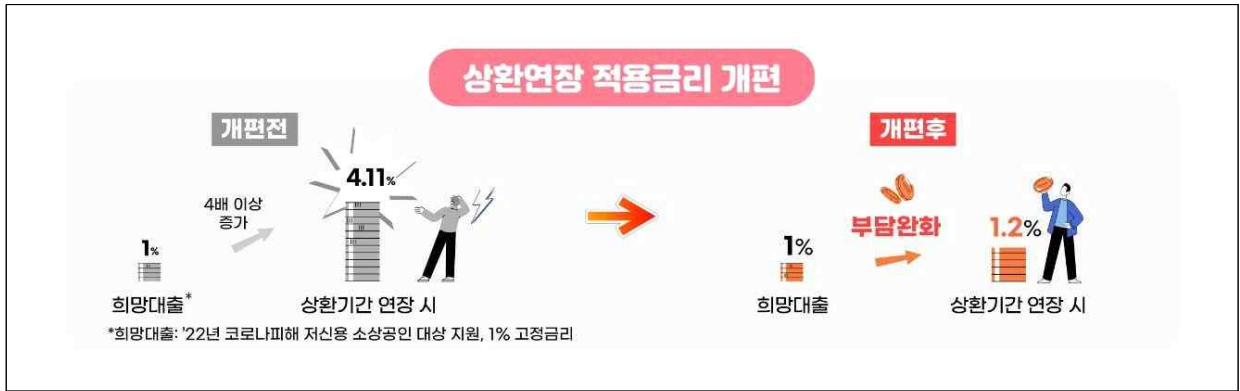 상환연장 적용금리 개편
개편전
4.11%
4배 이상
증가
1%
희망대출*
상환기간 연장 시
*희망대출: '22년 코로나피해 저신용 소상공인 대상 지원, 1% 고정금리
개편후
부담완화
1%
1.2%
희망대출
상환기간 연장 시